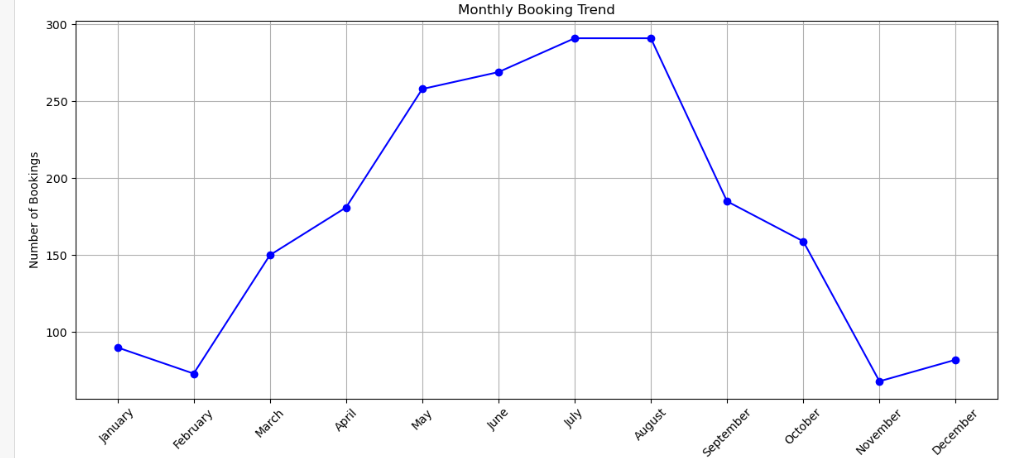 Monthly Booking Trend
300
250
200
150
100
Number of Bookings
January
February
March
April
May
June
July
August
September
October
November
December